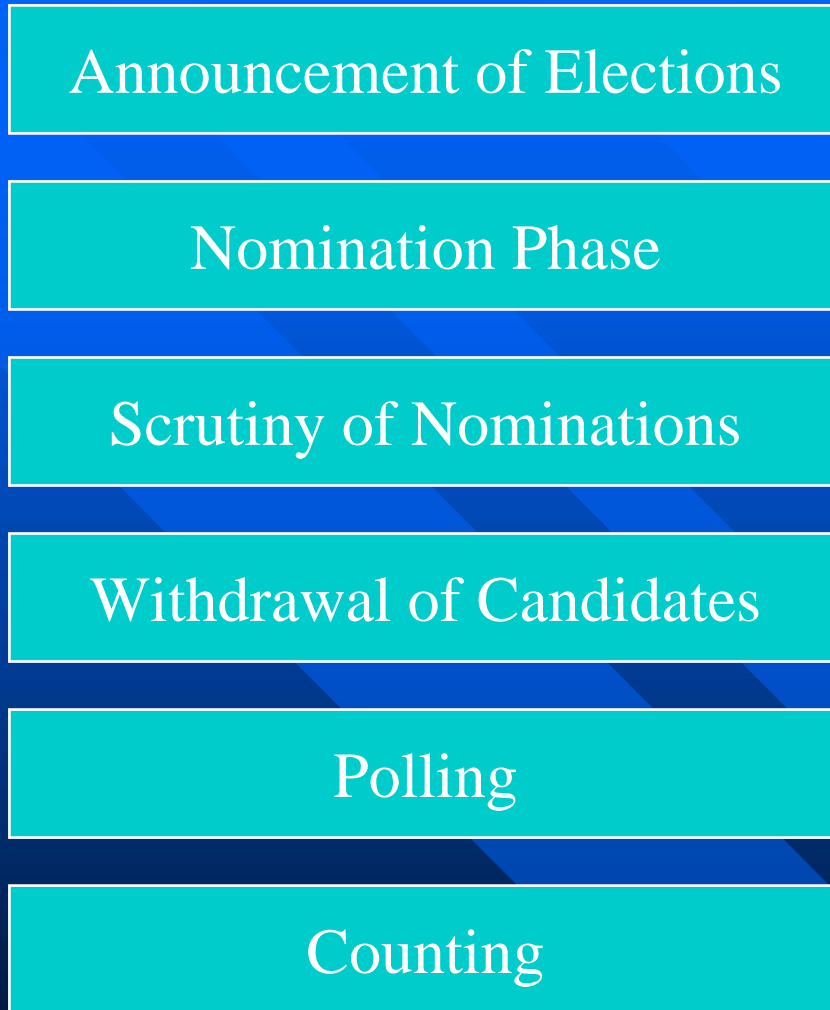 Announcement of Elections
Nomination Phase
Scrutiny of Nominations
Withdrawal of Candidates
Polling
Counting